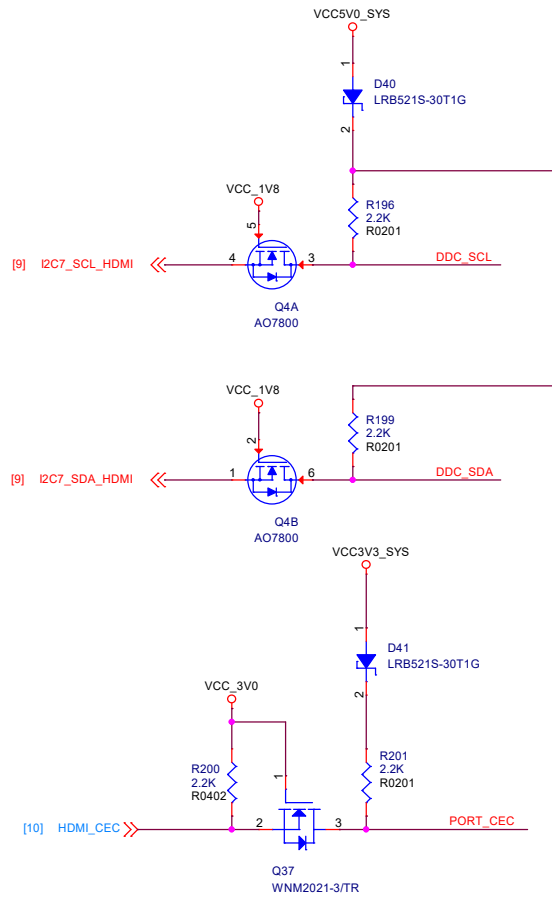 VCC5V0_SYS
1
D40
LRB521S-30T1G
2
VCC_1V8
R196
2.2K
R0201
5
[9] I2C7_SCL_HDMI
4
3
DDC_SCL
Q4A
AO7800
VCC_1V8
R199
2.2K
R0201
2
[9] I2C7_SDA_HDMI
1
6
DDC_SDA
Q4B
AO7800
VCC3V3_SYS
1
D41
LRB521S-30T1G
2
VCC_3V0
R200
2.2K
R0402
R201
2.2K
R0201
1
[10] HDMI_CEC
2
3
PORT_CEC
Q37
WNM2021-3/TR